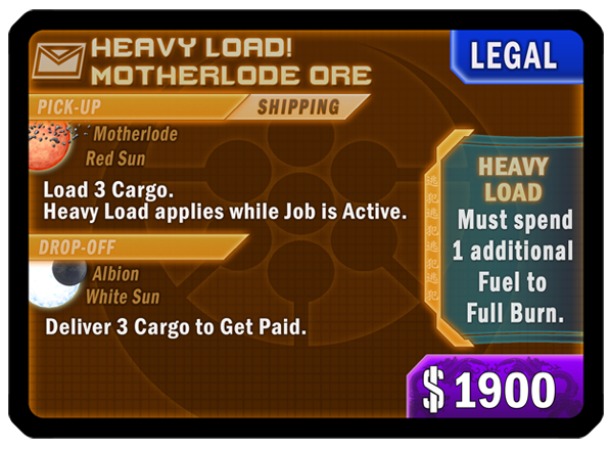 HEAVY LOAD!
MOTHERLODE ORE
LEGAL
PICK-UP
SHIPPING
Motherlode
Red Sun
Load 3 Cargo.
Heavy Load applies while Job is Active.
DROP-OFF
Albion
White Sun
Deliver 3 Cargo to Get Paid.
HEAVY
LOAD
Must spend
1 additional
Fuel to
Full Burn.
$ 1900